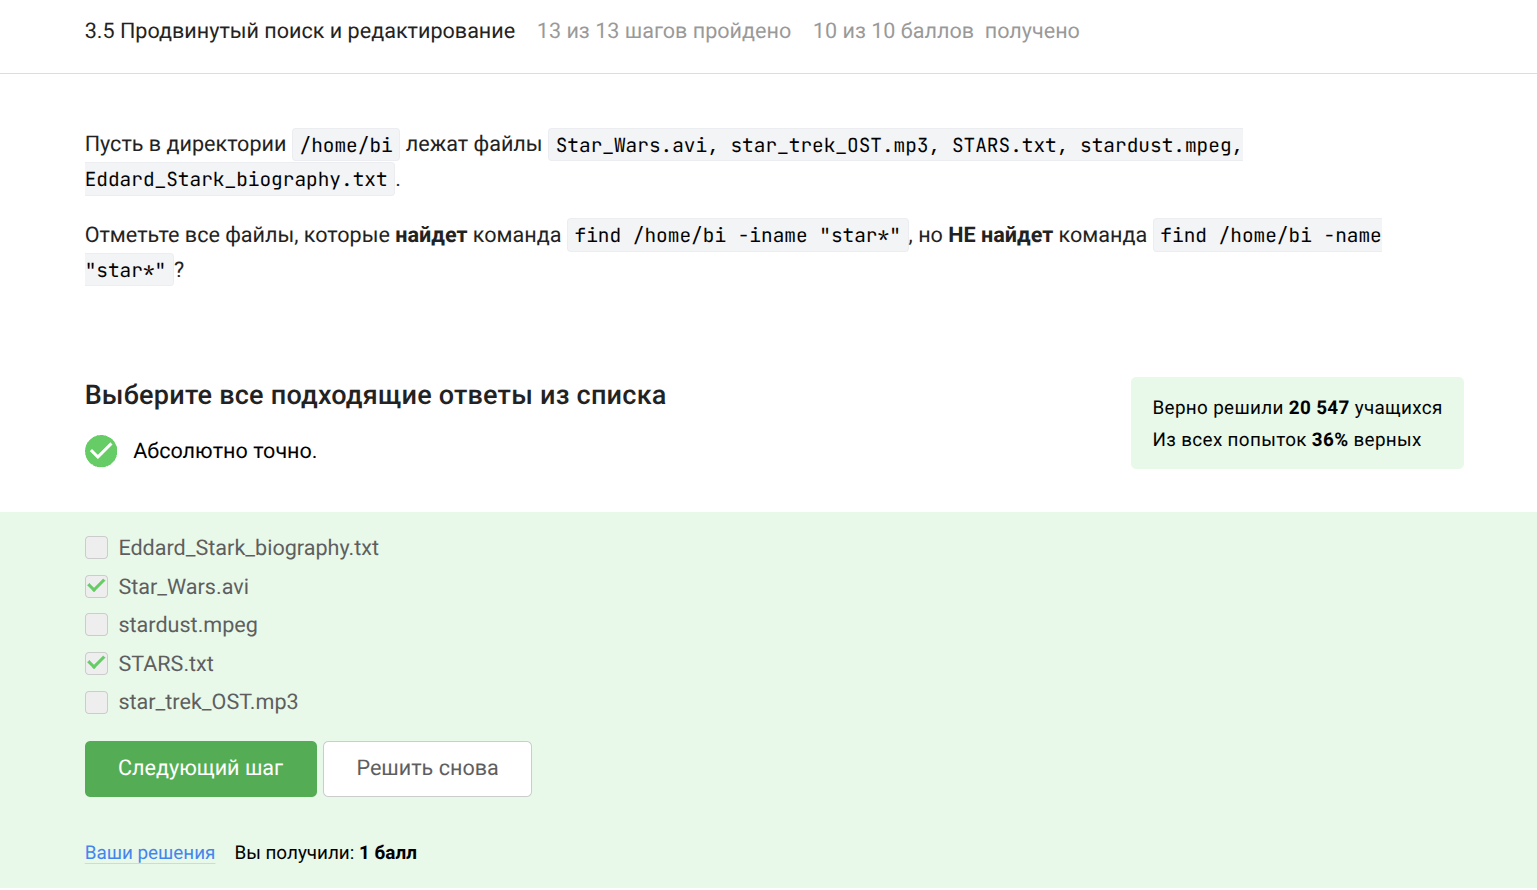 3.5 Продвинутый поиск и редактирование 13 из 13 шагов пройдено 10 из 10 баллов получено
Пусть в директории /home/bi лежат файлы Star_Wars.avi, star_trek_OST.mp3, STARS.txt, stardust.mpeg,
Eddard_Stark_biography.txt.
Отметьте все файлы, которые найдет команда find /home/bi -iname "star*", но НЕ найдет команда find /home/bi -name
"star*"?
Выберите все подходящие ответы из списка
Абсолютно точно.
Верно решили 20 547 учащихся
Из всех попыток 36% верных
Eddard_Stark_biography.txt
Star_Wars.avi
stardust.mpeg
STARS.txt
star_trek_OST.mp3
Следующий шаг Решить снова
Ваши решения Вы получили: 1 балл